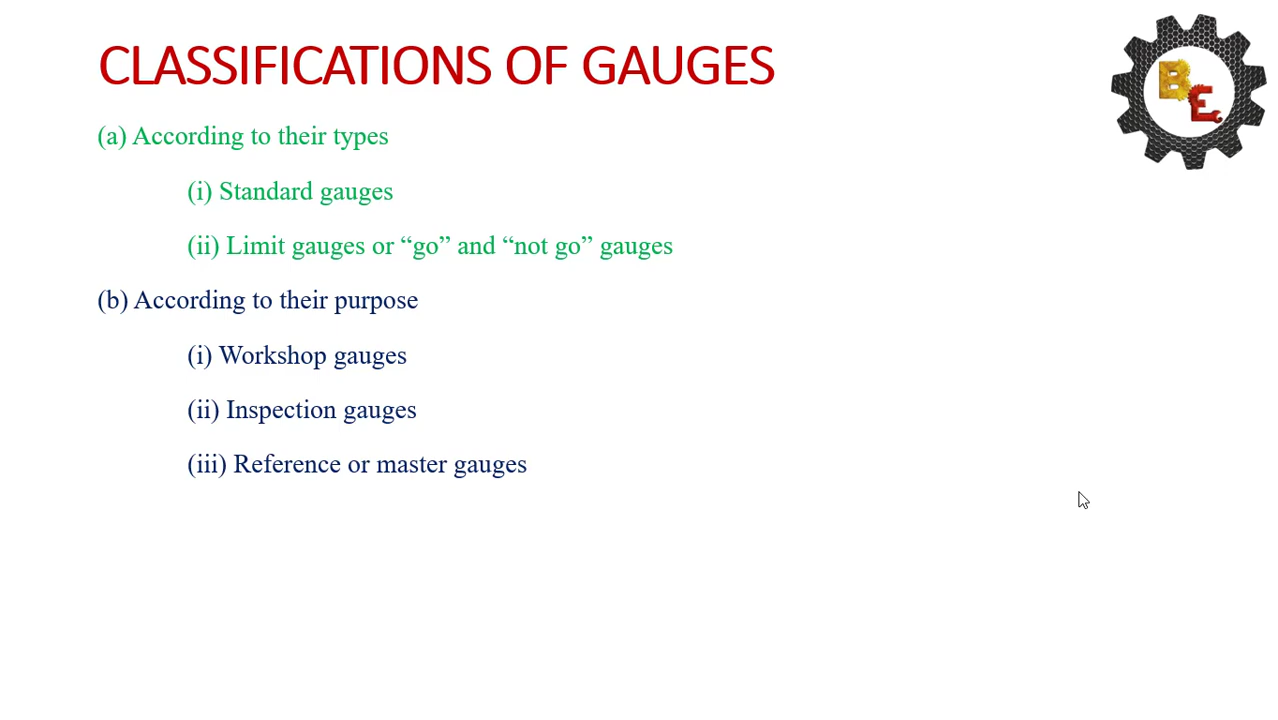 CLASSIFICATIONS OF GAUGES
BE
(a) According to their types
(i) Standard gauges
(ii) Limit gauges or “go” and “not go” gauges
(b) According to their purpose
(i) Workshop gauges
(ii) Inspection gauges
(iii) Reference or master gauges